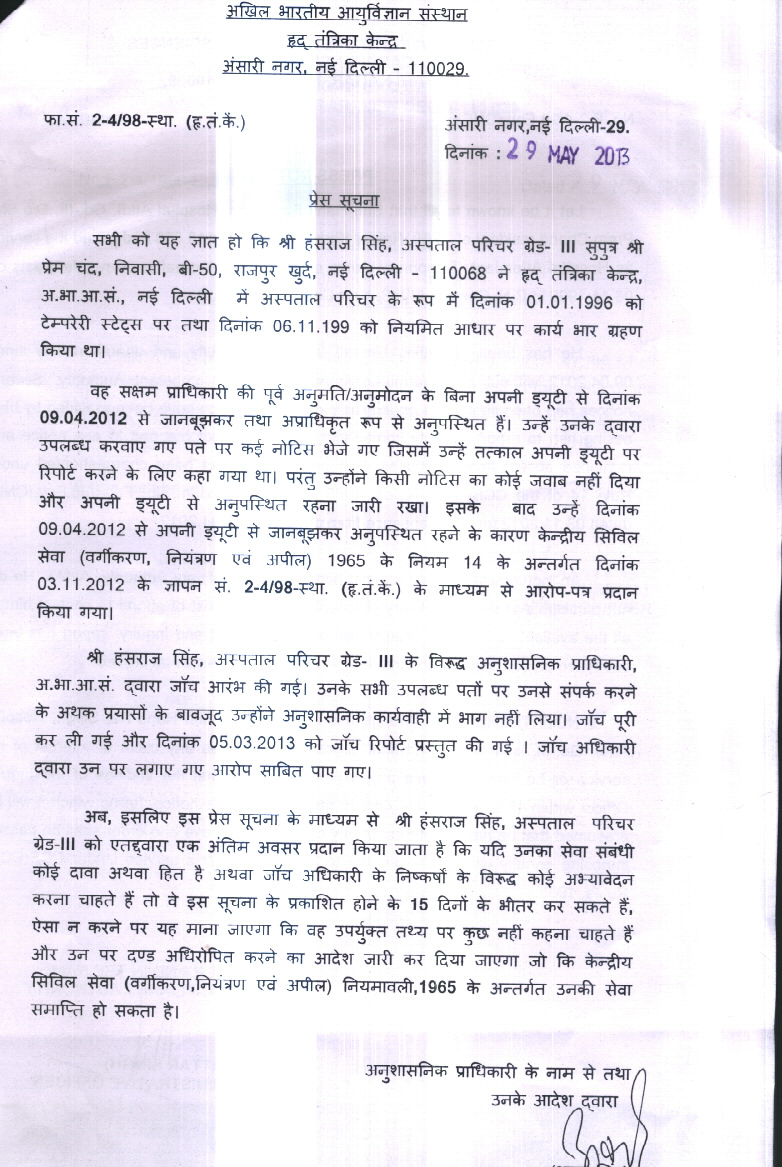 अखिल भारतीय आयुर्विज्ञान संस्थान
हृद् तंत्रिका केन्द्र
अंसारी नगर, नई दिल्ली - 110029.
फा.सं. 2-4/98-स्था. (हृ.तं.कें.)
अंसारी नगर,नई दिल्ली-29.
दिनांक : 29 MAY 2013
प्रेस सूचना
सभी को यह ज्ञात हो कि श्री हंसराज सिंह, अस्पताल परिचर ग्रेड- III सुपुत्र श्री
प्रेम चंद, निवासी, बी-50, राजपुर खुर्द, नई दिल्ली - 110068 ने हृद् तंत्रिका केन्द्र,
अ.भा.आ.सं., नई दिल्ली में अस्पताल परिचर के रूप में दिनांक 01.01.1996 को
टेम्परेरी स्टेट्स पर तथा दिनांक 06.11.199 को नियमित आधार पर कार्य भार ग्रहण
किया था।
वह सक्षम प्राधिकारी की पूर्व अनुमति/अनुमोदन के बिना अपनी ड्यूटी से दिनांक
09.04.2012 से जानबूझकर तथा अप्राधिकृत रूप से अनुपस्थित हैं। उन्हें उनके द्वारा
उपलब्ध करवाए गए पते पर कई नोटिस भेजे गए जिसमें उन्हें तत्काल अपनी ड्यूटी पर
रिपोर्ट करने के लिए कहा गया था। परंतु उन्होंने किसी नोटिस का कोई जवाब नहीं दिया
और अपनी ड्यूटी से अनुपस्थित रहना जारी रखा। इसके बाद उन्हें दिनांक
09.04.2012 से अपनी ड्यूटी से जानबूझकर अनुपस्थित रहने के कारण केन्द्रीय सिविल
सेवा (वर्गीकरण, नियंत्रण एवं अपील) 1965 के नियम 14 के अन्तर्गत दिनांक
03.11.2012 के ज्ञापन सं. 2-4/98-स्था. (हृ.तं.कें.) के माध्यम से आरोप-पत्र प्रदान
किया गया।
श्री हंसराज सिंह, अस्पताल परिचर ग्रेड- III के विरूद्ध अनुशासनिक प्राधिकारी,
अ.भा.आ.सं. द्वारा जॉच आरंभ की गई। उनके सभी उपलब्ध पतों पर उनसे संपर्क करने
के अथक प्रयासों के बावजूद उन्होंने अनुशासनिक कार्यवाही में भाग नहीं लिया। जॉच पूरी
कर ली गई और दिनांक 05.03.2013 को जॉच रिपोर्ट प्रस्तुत की गई । जॉच अधिकारी
द्वारा उन पर लगाए गए आरोप साबित पाए गए।
अब, इसलिए इस प्रेस सूचना के माध्यम से श्री हंसराज सिंह, अस्पताल परिचर
ग्रेड-III को एतद्द्वारा एक अंतिम अवसर प्रदान किया जाता है कि यदि उनका सेवा संबंधी
कोई दावा अथवा हित है अथवा जॉच अधिकारी के निष्कर्षो के विरूद्ध कोई अभ्यावेदन
करना चाहते हैं तो वे इस सूचना के प्रकाशित होने के 15 दिनों के भीतर कर सकते हैं,
ऐसा न करने पर यह माना जाएगा कि वह उपर्युक्त तथ्य पर कुछ नहीं कहना चाहते हैं
और उन पर दण्ड अधिरोपित करने का आदेश जारी कर दिया जाएगा जो कि केन्द्रीय
सिविल सेवा (वर्गीकरण,नियंत्रण एवं अपील) नियमावली,1965 के अन्तर्गत उनकी सेवा
समाप्ति हो सकता है।
अनुशासनिक प्राधिकारी के नाम से तथा
उनके आदेश द्वारा